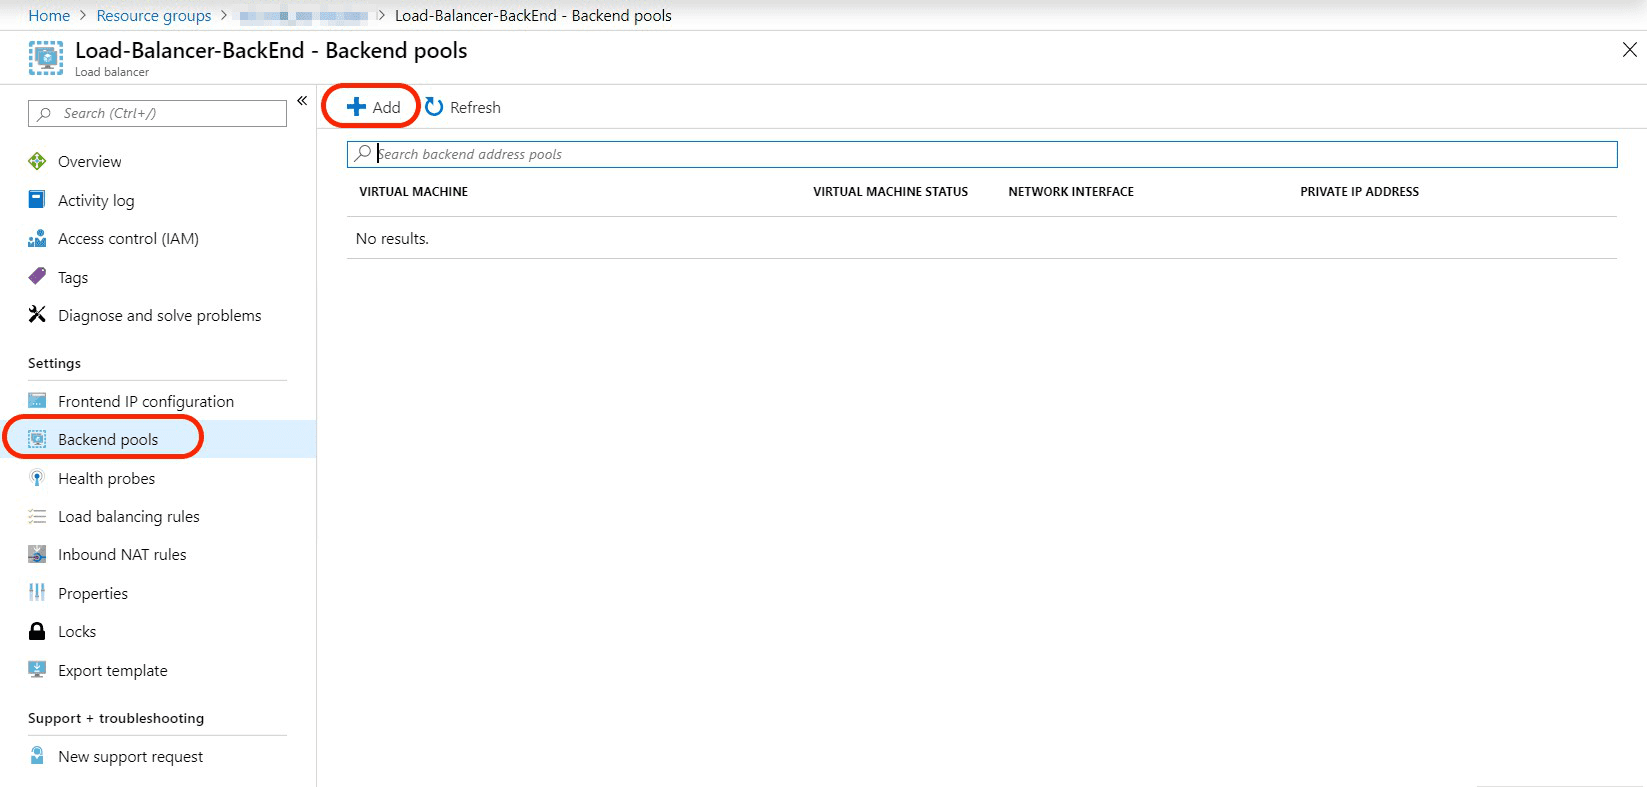 Home > Resource groups > > Load-Balancer-BackEnd - Backend pools
Load-Balancer-BackEnd - Backend pools
Load balancer
Search (Ctrl+/)
Add Refresh
Search backend address pools
VIRTUAL MACHINE VIRTUAL MACHINE STATUS NETWORK INTERFACE PRIVATE IP ADDRESS
No results.
Overview
Activity log
Access control (IAM)
Tags
Diagnose and solve problems
Settings
Frontend IP configuration
Backend pools
Health probes
Load balancing rules
Inbound NAT rules
Properties
Locks
Export template
Support + troubleshooting
New support request